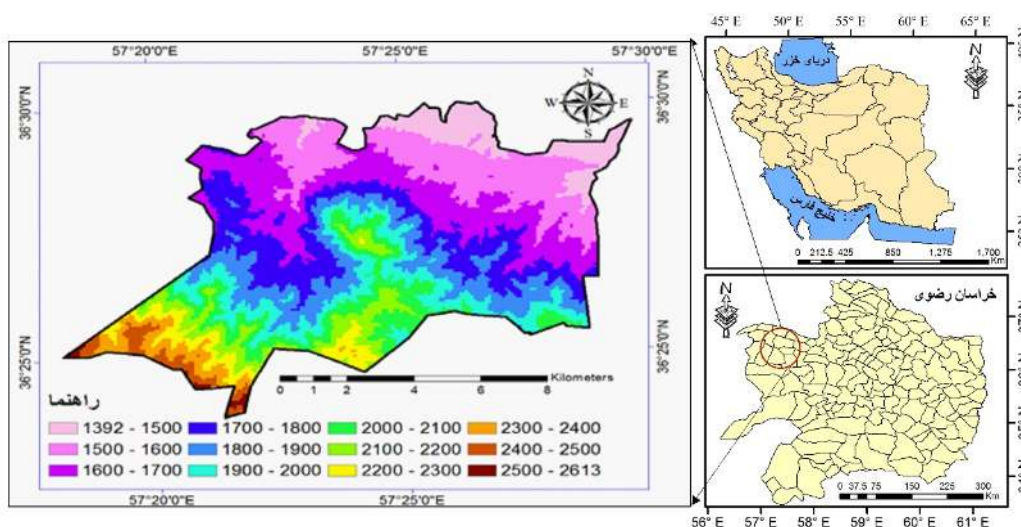 57°20'0"E 57°25'0"E 57°30'0"E
36°30'0"N
36°25'0"N
N
W E
S
36°30'0"N
36°25'0"N
Kilometers
0 1 2 4 6 8
راهنما
1392 - 1500 1700 - 1800 2000 - 2100 2300 - 2400
1500 - 1600 1800 - 1900 2100 - 2200 2400 - 2500
1600 - 1700 1900 - 2000 2200 - 2300 2500 - 2613
57°20'0"E 57°25'0"E
45° E 50° E 55° E 60° E 65° E
دریای خزر
N
خلیج فارس
0 212.5 425 850 1,275 1,700
Km
N
خراسان رضوی
0 37.5 75 150 225 300
Km
56° E 57° E 58° E 59° E 60° E 61° E